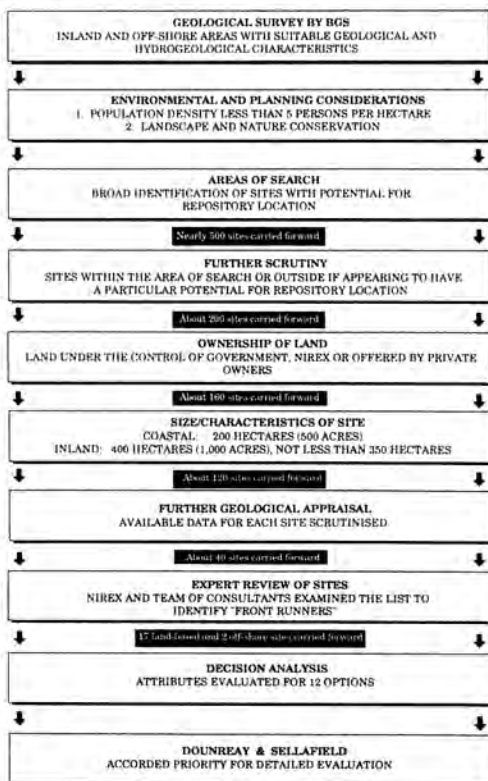 GEOLOGICAL SURVEY BY BGS
INLAND AND OFF-SHORE AREAS WITH SUITABLE GEOLOGICAL AND
HYDROGEOLOGICAL CHARACTERISTICS
ENVIRONMENTAL AND PLANNING CONSIDERATIONS
1. POPULATION DENSITY LESS THAN 5 PERSONS PER HECTARE
2. LANDSCAPE AND NATURE CONSERVATION
AREAS OF SEARCH
BROAD IDENTIFICATION OF SITES WITH POTENTIAL FOR
REPOSITORY LOCATION
Nearly 500 sites carried forward
FURTHER SCRUTINY
SITES WITHIN THE AREA OF SEARCH OR OUTSIDE IF APPEARING TO HAVE
A PARTICULAR POTENTIAL FOR REPOSITORY LOCATION
About 200 sites carried forward
OWNERSHIP OF LAND
LAND UNDER THE CONTROL OF GOVERNMENT, NIREX OR OFFERED BY PRIVATE
OWNERS
About 160 sites carried forward
SIZE/CHARACTERISTICS OF SITE
COASTAL: 200 HECTARES (500 ACRES)
INLAND: 400 HECTARES (1,000 ACRES), NOT LESS THAN 350 HECTARES
About 120 sites carried forward
FURTHER GEOLOGICAL APPRAISAL
AVAILABLE DATA FOR EACH SITE SCRUTINISED
About 40 sites carried forward
EXPERT REVIEW OF SITES
NIREX AND TEAM OF CONSULTANTS EXAMINED THE LIST TO
IDENTIFY "FRONT RUNNERS"
17 land-based and 2 off-shore sites carried forward
DECISION ANALYSIS
ATTRIBUTES EVALUATED FOR 12 OPTIONS
DOUNREAY & SELLAFIELD
ACCORDED PRIORITY FOR DETAILED EVALUATION